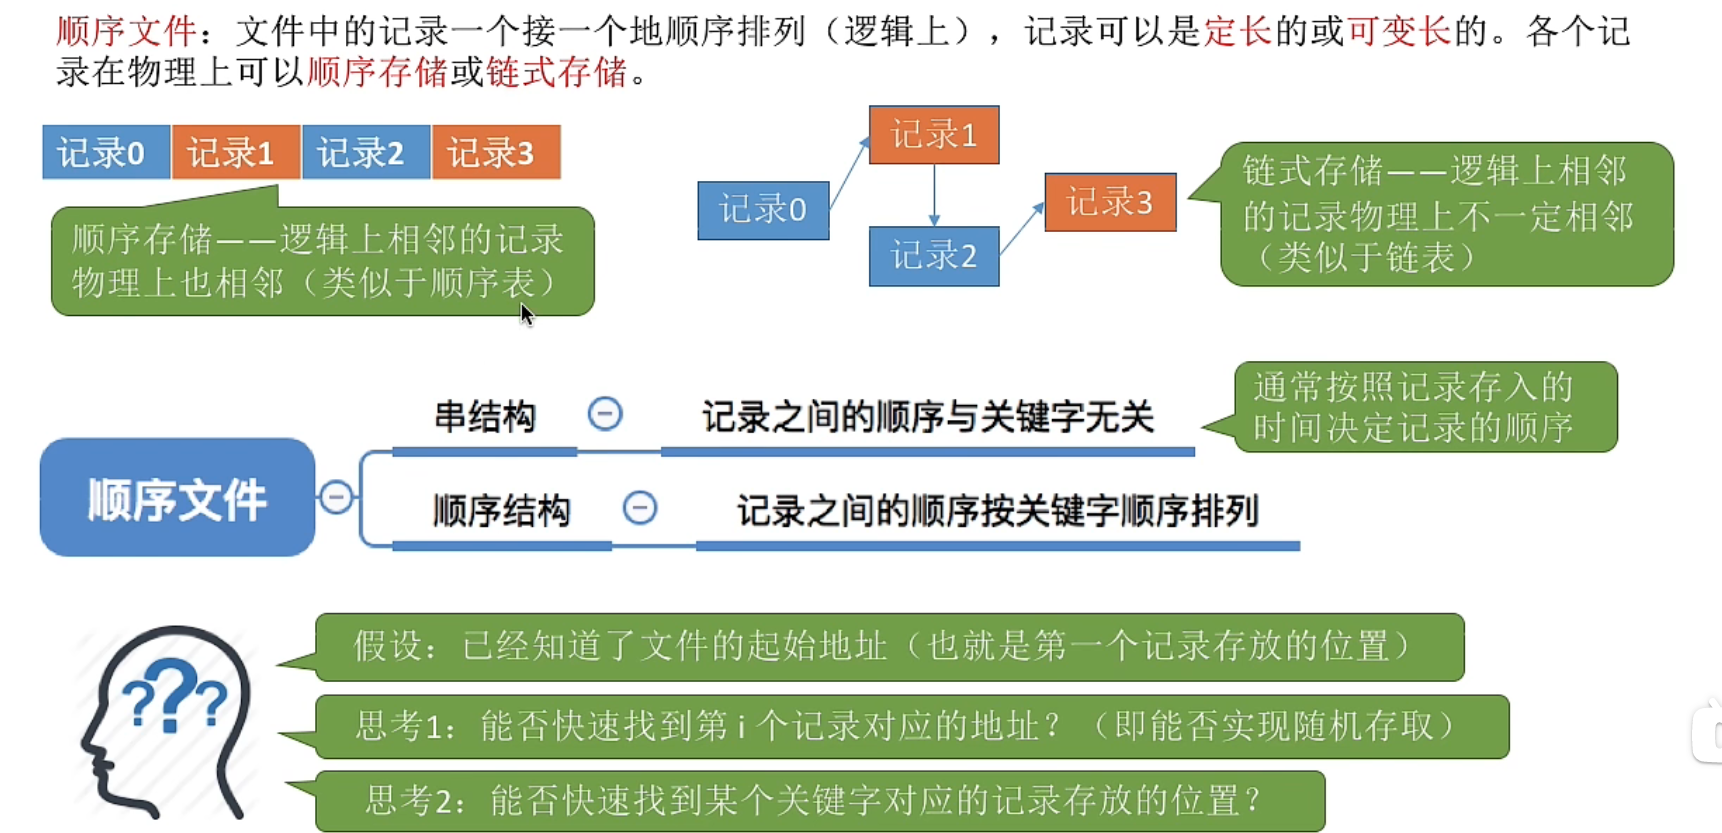 顺序文件：文件中的记录一个接一个地顺序排列（逻辑上），记录可以是定长的或可变长的。各个记
录在物理上可以顺序存储或链式存储。
记录0 记录1 记录2 记录3
顺序存储——逻辑上相邻的记录
物理上也相邻（类似于顺序表）
记录0
记录1
记录2
记录3
链式存储——逻辑上相邻
的记录物理上不一定相邻
（类似于链表）
顺序文件
串结构
记录之间的顺序与关键字无关
通常按照记录存入的
时间决定记录的顺序
顺序结构
记录之间的顺序按关键字顺序排列
???
假设：已经知道了文件的起始地址（也就是第一个记录存放的位置）
思考1：能否快速找到第 i 个记录对应的地址？（即能否实现随机存取）
思考2：能否快速找到某个关键字对应的记录存放的位置？